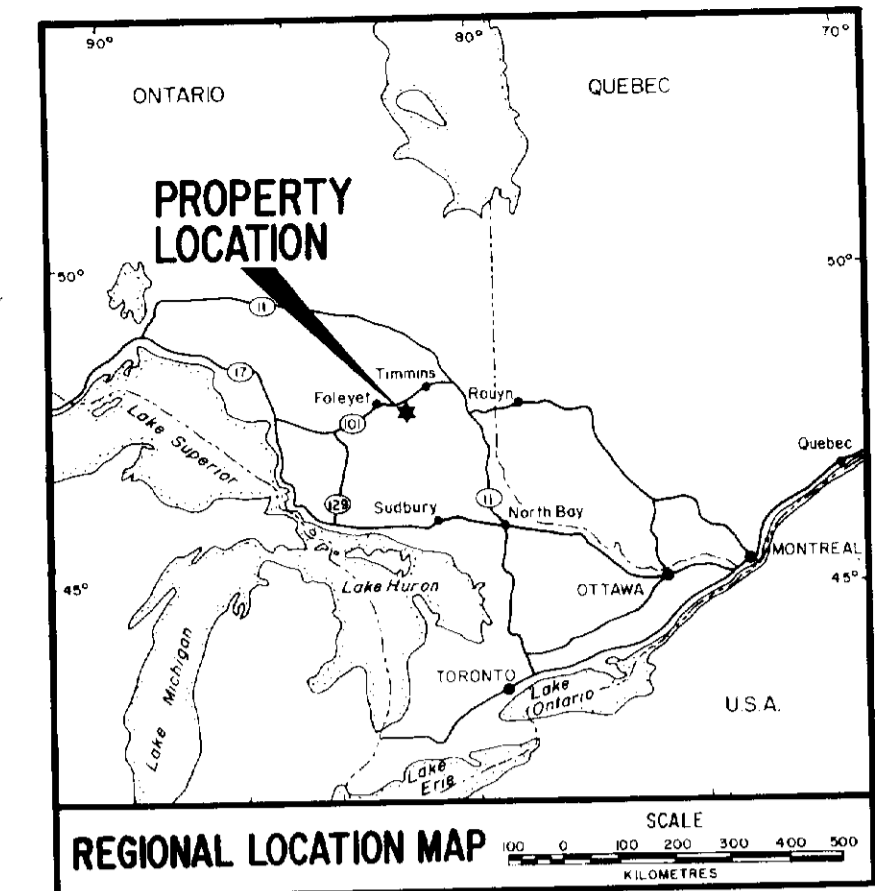 90°
80°
70°
ONTARIO
QUEBEC
PROPERTY
LOCATION
50°
50°
11
17
Timmins
Foleyet
Rouyn
101
Lake Superior
Quebec
129
Sudbury
11
North Bay
MONTREAL
OTTAWA
45°
Lake Huron
45°
Lake Michigan
TORONTO
Lake
Ontario
U.S.A.
Lake
Erie
REGIONAL LOCATION MAP
SCALE
100 0 100 200 300 400 500
KILOMETRES